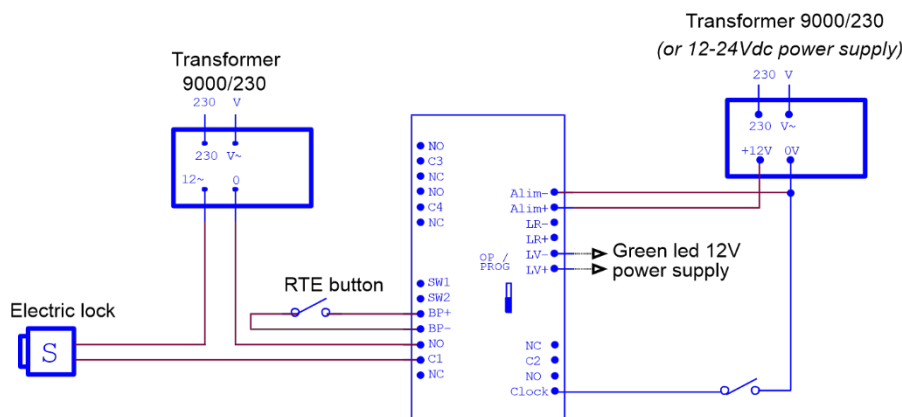 Transformer 9000/230
(or 12-24Vdc power supply)
230 V
230 V~
+12V 0V
Transformer
9000/230
230 V
230 V~
12~ 0
NO
C3
NC
NO
C4
NC
SW1
SW2
BP+
BP-
NO
C1
NC
OP /
PROG
Alim-
Alim+
LR-
LR+
LV-
LV+
NC
C2
NO
Clock
Green led 12V
power supply
RTE button
Electric lock
S